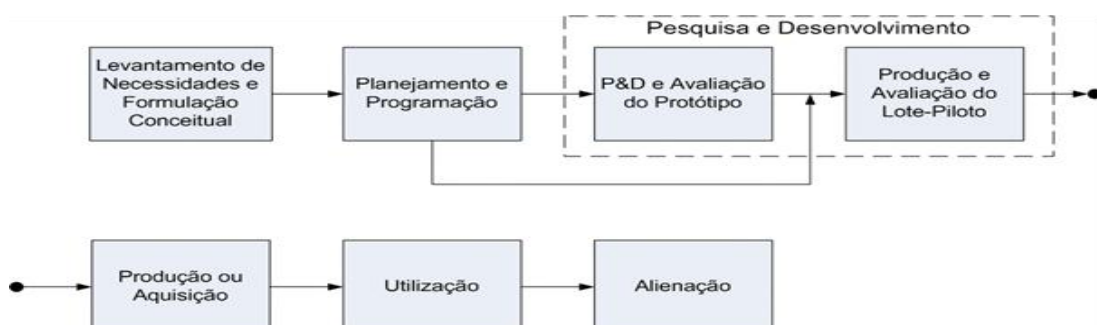 Pesquisa e Desenvolvimento
Levantamento de
Necessidades e
Formulação
Conceitual
Planejamento e
Programação
P&D e Avaliação
do Protótipo
Produção e
Avaliação do
Lote-Piloto
Produção ou
Aquisição
Utilização
Alienação